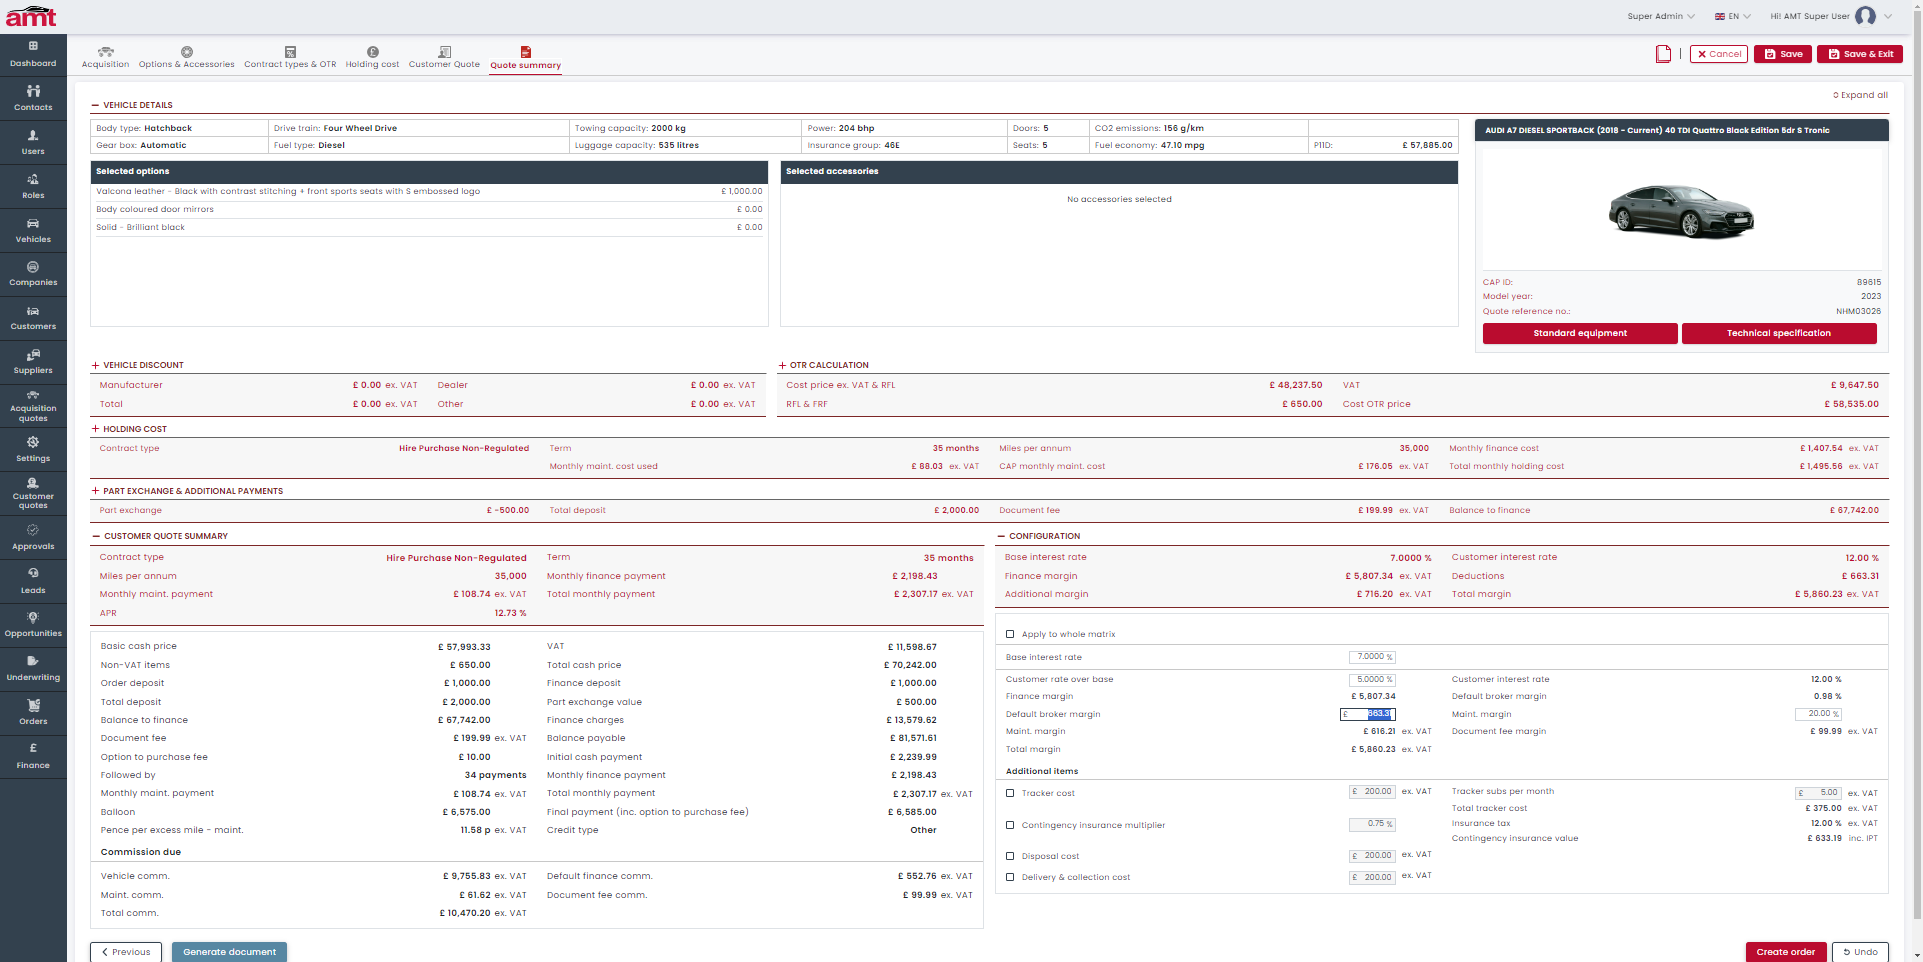 amt
Super Admin
EN
Hi! AMT Super User
Dashboard
Contacts
Users
Roles
Vehicles
Companies
Customers
Suppliers
Acquisition
quotes
Settings
Customer
quotes
Approvals
Leads
Opportunities
Underwriting
Orders
Finance
Acquisition
Options & Accessories
Contract types & OTR
Holding cost
Customer Quote
Quote summary
Cancel
Save
Save & Exit
VEHICLE DETAILS
Expand all
Body type: Hatchback
Drive train: Four Wheel Drive
Towing capacity: 2000 kg
Power: 204 bhp
Doors: 5
CO2 emissions: 156 g/km
Gear box: Automatic
Fuel type: Diesel
Luggage capacity: 535 litres
Insurance group: 46E
Seats: 5
Fuel economy: 47.10 mpg
P11D: £ 57,885.00
Selected options
Valcona leather - Black with contrast stitching + front sports seats with S embossed logo £ 1,000.00
Body coloured door mirrors £ 0.00
Solid - Brilliant black £ 0.00
Selected accessories
No accessories selected
AUDI A7 DIESEL SPORTBACK (2018 - Current) 40 TDI Quattro Black Edition 5dr S Tronic
CAP ID: 89615
Model year: 2023
Quote reference no.: NHM03026
Standard equipment
Technical specification
VEHICLE DISCOUNT
Manufacturer £ 0.00 ex. VAT Dealer £ 0.00 ex. VAT
Total £ 0.00 ex. VAT Other £ 0.00 ex. VAT
OTR CALCULATION
Cost price ex. VAT & RFL £ 48,237.50 VAT £ 9,647.50
RFL & FRF £ 650.00 Cost OTR price £ 58,535.00
HOLDING COST
Contract type Hire Purchase Non-Regulated Term 35 months Miles per annum 35,000 Monthly finance cost £ 1,407.54 ex. VAT
Monthly maint. cost used £ 88.03 ex. VAT CAP monthly maint. cost £ 176.05 ex. VAT Total monthly holding cost £ 1,495.56 ex. VAT
PART EXCHANGE & ADDITIONAL PAYMENTS
Part exchange £ -500.00 Total deposit £ 2,000.00 Document fee £ 199.99 ex. VAT Balance to finance £ 67,742.00
CUSTOMER QUOTE SUMMARY
Contract type Hire Purchase Non-Regulated Term 35 months
Miles per annum 35,000 Monthly finance payment £ 2,198.43
Monthly maint. payment £ 108.74 ex. VAT Total monthly payment £ 2,307.17 ex. VAT
APR 12.73 %
Basic cash price £ 57,993.33 VAT £ 11,598.67
Non-VAT items £ 650.00 Total cash price £ 70,242.00
Order deposit £ 1,000.00 Finance deposit £ 1,000.00
Total deposit £ 2,000.00 Part exchange value £ 500.00
Balance to finance £ 67,742.00 Finance charges £ 13,579.62
Document fee £ 199.99 ex. VAT Balance payable £ 81,571.61
Option to purchase fee £ 10.00 Initial cash payment £ 2,239.99
Followed by 34 payments Monthly finance payment £ 2,198.43
Monthly maint. payment £ 108.74 ex. VAT Total monthly payment £ 2,307.17 ex. VAT
Balloon £ 6,575.00 Final payment (inc. option to purchase fee) £ 6,585.00
Pence per excess mile - maint. 11.58 p ex. VAT Credit type Other
Commission due
Vehicle comm. £ 9,755.83 ex. VAT Default finance comm. £ 552.76 ex. VAT
Maint. comm. £ 61.62 ex. VAT Document fee comm. £ 99.99 ex. VAT
Total comm. £ 10,470.20 ex. VAT
CONFIGURATION
Base interest rate 7.0000 % Customer interest rate 12.00 %
Finance margin £ 5,807.34 ex. VAT Deductions £ 663.31
Additional margin £ 716.20 ex. VAT Total margin £ 5,860.23 ex. VAT
Apply to whole matrix
Base interest rate 7.0000 %
Customer rate over base 5.0000 % Customer interest rate 12.00 %
Finance margin £ 5,807.34 Default broker margin 0.98 %
Default broker margin £ 663.31 Maint. margin 20.00 %
Maint. margin £ 616.21 ex. VAT Document fee margin £ 99.99 ex. VAT
Total margin £ 5,860.23 ex. VAT
Additional items
Tracker cost £ 200.00 ex. VAT Tracker subs per month £ 5.00 ex. VAT
Total tracker cost £ 375.00 ex. VAT
Contingency insurance multiplier 0.75 % Insurance tax 12.00 % ex. VAT
Contingency insurance value £ 633.19 inc. IPT
Disposal cost £ 200.00 ex. VAT
Delivery & collection cost £ 200.00 ex. VAT
Previous
Generate document
Create order
Undo